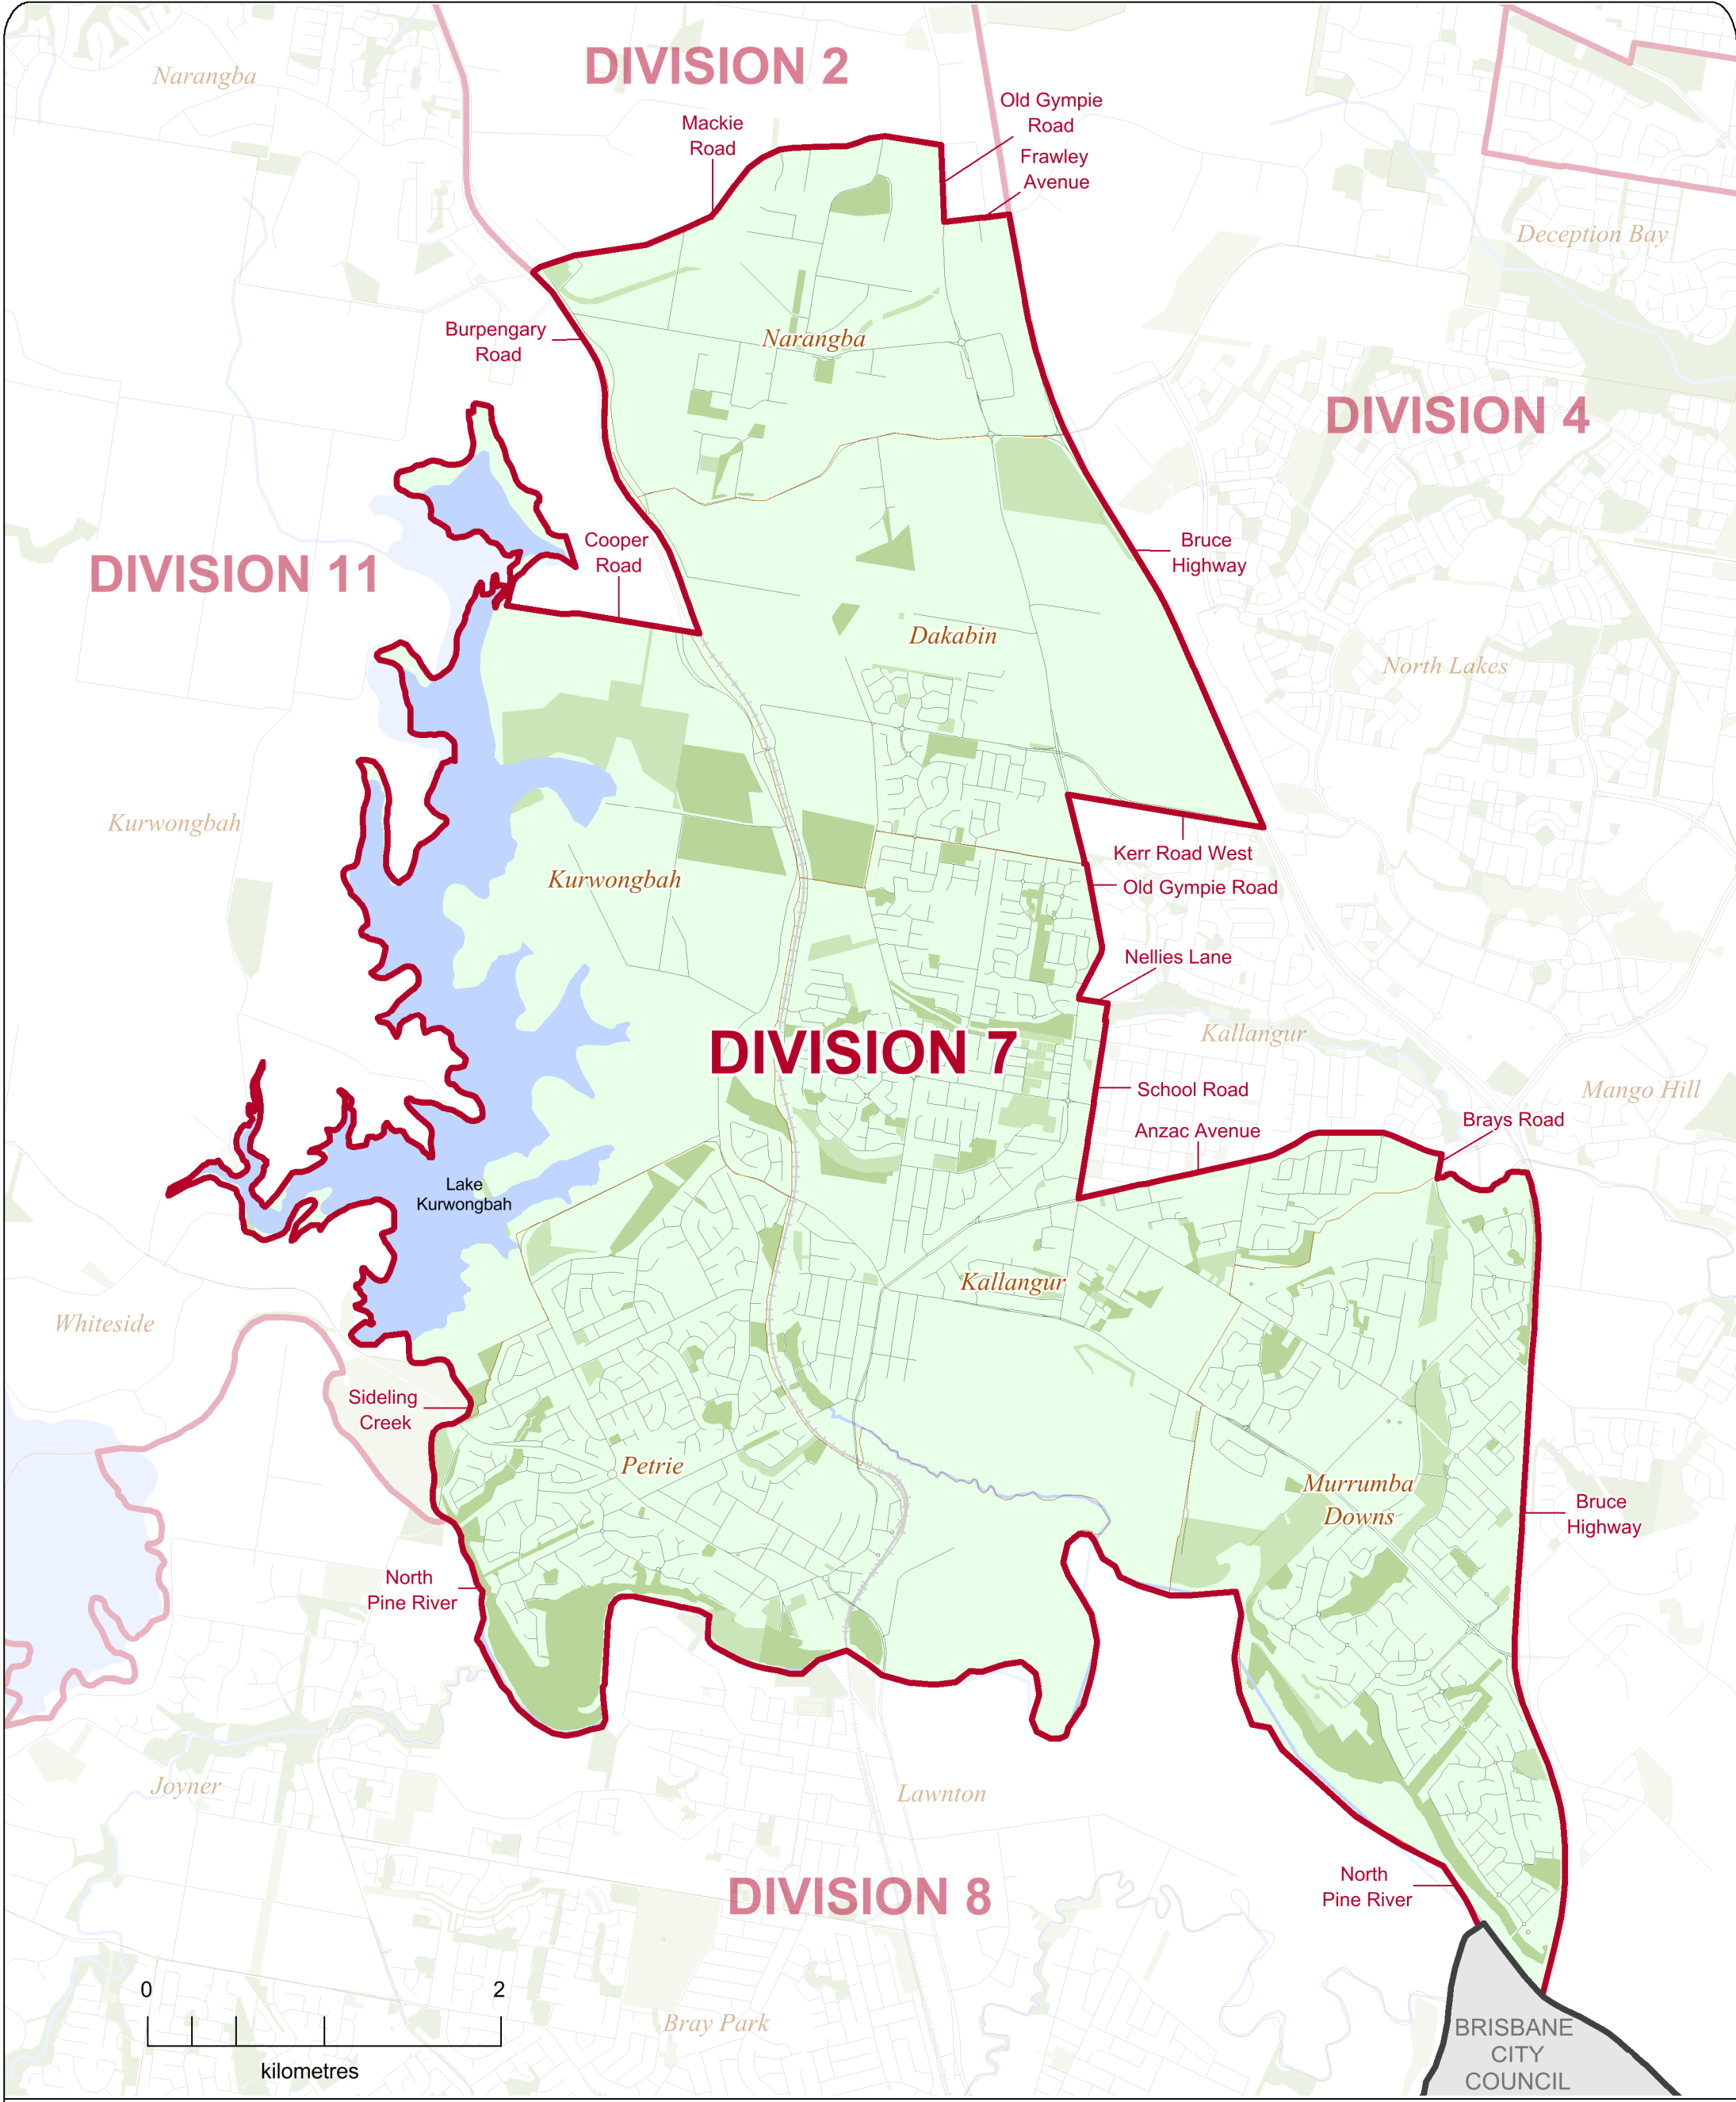 DIVISION 2
Narangba
Old Gympie
Road
Mackie
Road
Frawley
Avenue
Deception Bay
Burpengary
Road
Narangba
DIVISION 4
Cooper
Road
Bruce
Highway
DIVISION 11
Dakabin
North Lakes
Kurwongbah
Kerr Road West
Kurwongbah
Old Gympie Road
Nellies Lane
Kallangur
DIVISION 7
School Road
Mango Hill
Brays Road
Anzac Avenue
Lake
Kurwongbah
Kallangur
Whiteside
Sideling
Creek
Petrie
Murrumba
Downs
Bruce
Highway
North
Pine River
Joyner
Lawnton
DIVISION 8
North
Pine River
0 2
kilometres
Bray Park
BRISBANE
CITY
COUNCIL